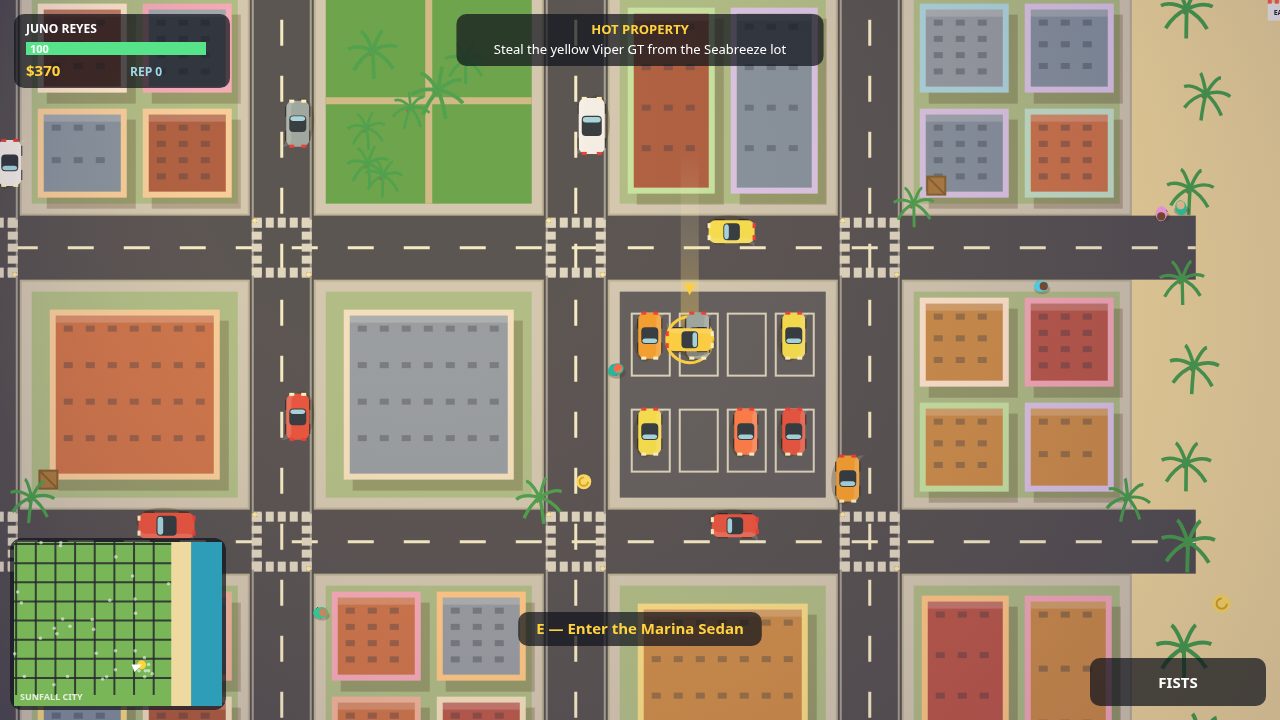 JUNO REYES
100
$370 REP 0
HOT PROPERTY
Steal the yellow Viper GT from the Seabreeze lot
E — Enter the Marina Sedan
SUNFALL CITY
FISTS